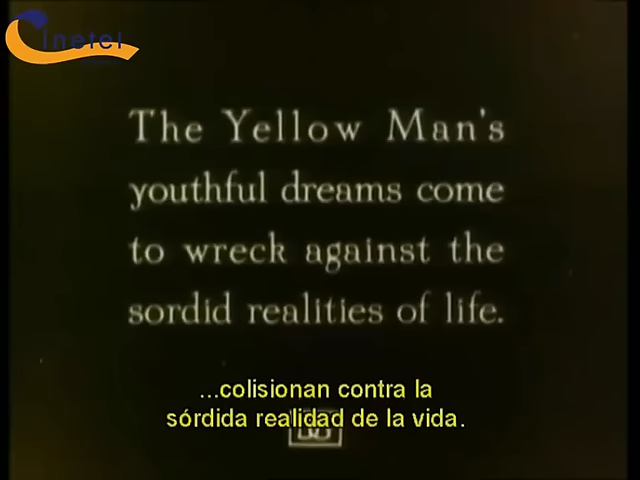 Cinetel
The Yellow Man's
youthful dreams come
to wreck against the
sordid realities of life.
...colisionan contra la
sórdida realidad de la vida.
DG